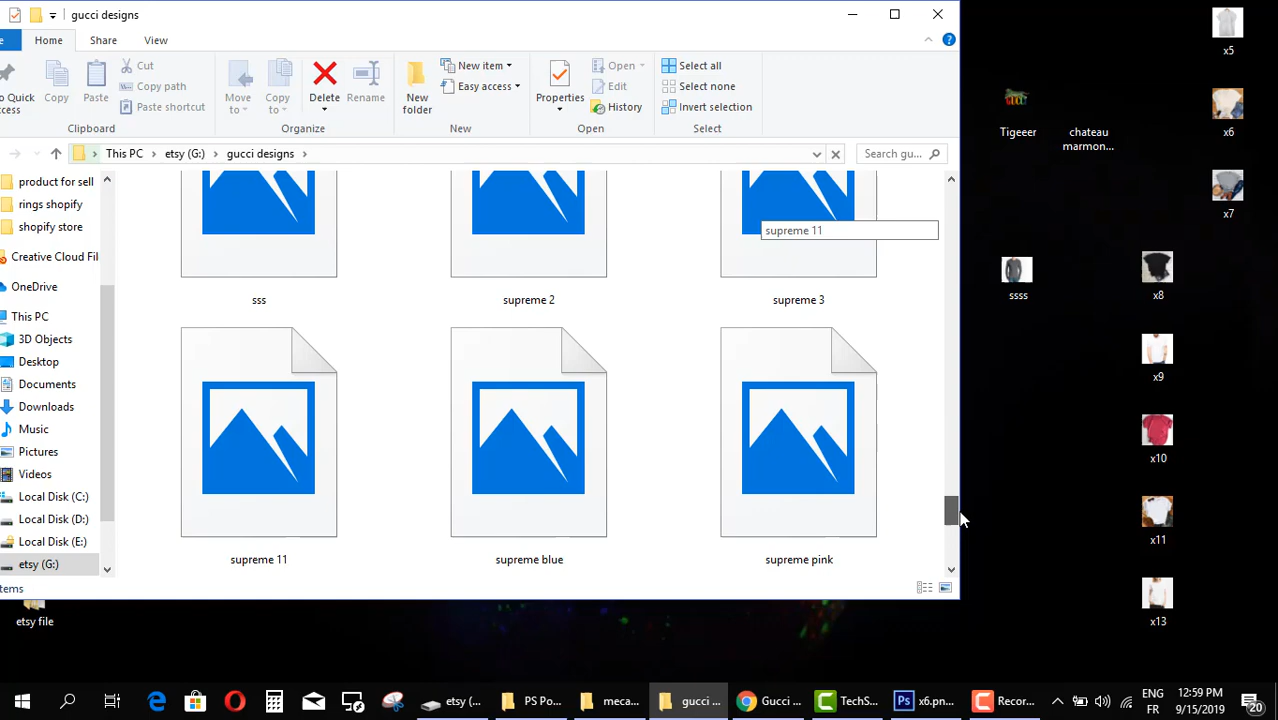 gucci designs
x5
Home
Share
View
Cut
Copy path
Paste shortcut
o Quick
ccess
Copy
Paste
Clipboard
Move
to
Copy
to
Delete
Rename
Organize
New
folder
New item
Easy access
New
Properties
Open
Edit
History
Open
Select all
Select none
Invert selection
Select
Tigeeer
chateau
marmon...
x6
This PC
etsy (G:)
gucci designs
Search gu...
product for sell
rings shopify
shopify store
Creative Cloud Fil
OneDrive
This PC
3D Objects
Desktop
Documents
Downloads
Music
Pictures
Videos
Local Disk (C:)
Local Disk (D:)
Local Disk (E:)
etsy (G:)
supreme 11
x7
sss
supreme 2
supreme 3
ssss
x8
x9
x10
x11
supreme 11
supreme blue
supreme pink
ems
etsy file
x13
etsy (...
PS Po...
meca...
gucci ...
Gucci ...
TechS...
Ps
x6.pn...
Recor...
ENG
FR
12:59 PM
9/15/2019
20